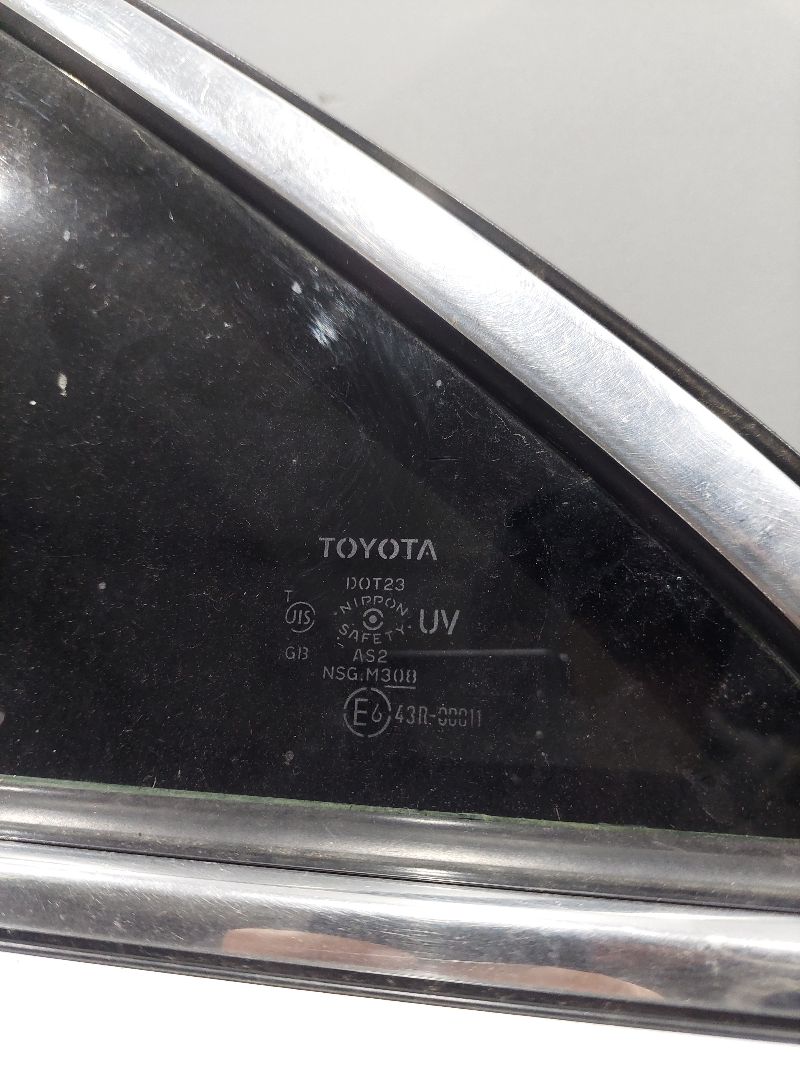 TOYOTA
DOT23
T
JIS
NIPPON
SAFETY
UV
GB
AS2
NSG.M308
E6 43R-00011